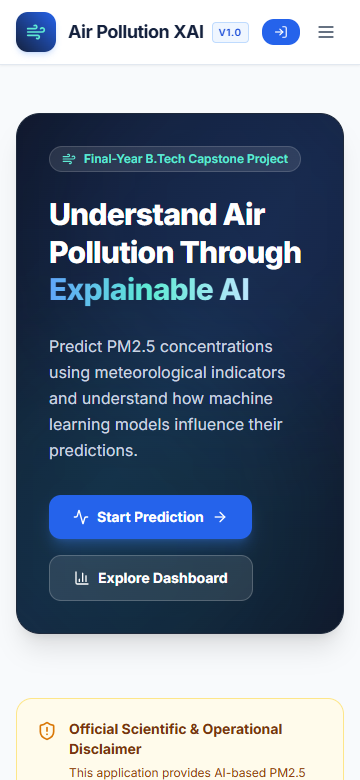 Air Pollution XAI V1.0
Final-Year B.Tech Capstone Project
Understand Air
Pollution Through
Explainable AI
Predict PM2.5 concentrations
using meteorological indicators
and understand how machine
learning models influence their
predictions.
Start Prediction
Explore Dashboard
Official Scientific & Operational
Disclaimer
This application provides AI-based PM2.5